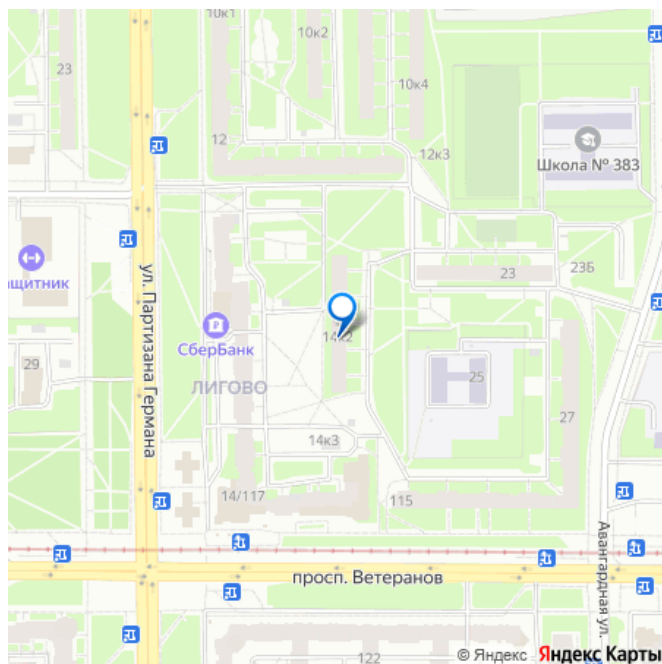 10к1
10к2
23
10к4
12
12к3
Школа № 383
ащитник
23
23Б
ул. Партизана Германа
СберБанк
14к2
29
ЛИГОВО
25
27
14к3
14/117
115
Авангардная ул.
просп. Ветеранов
122
© Яндекс Яндекс Карты